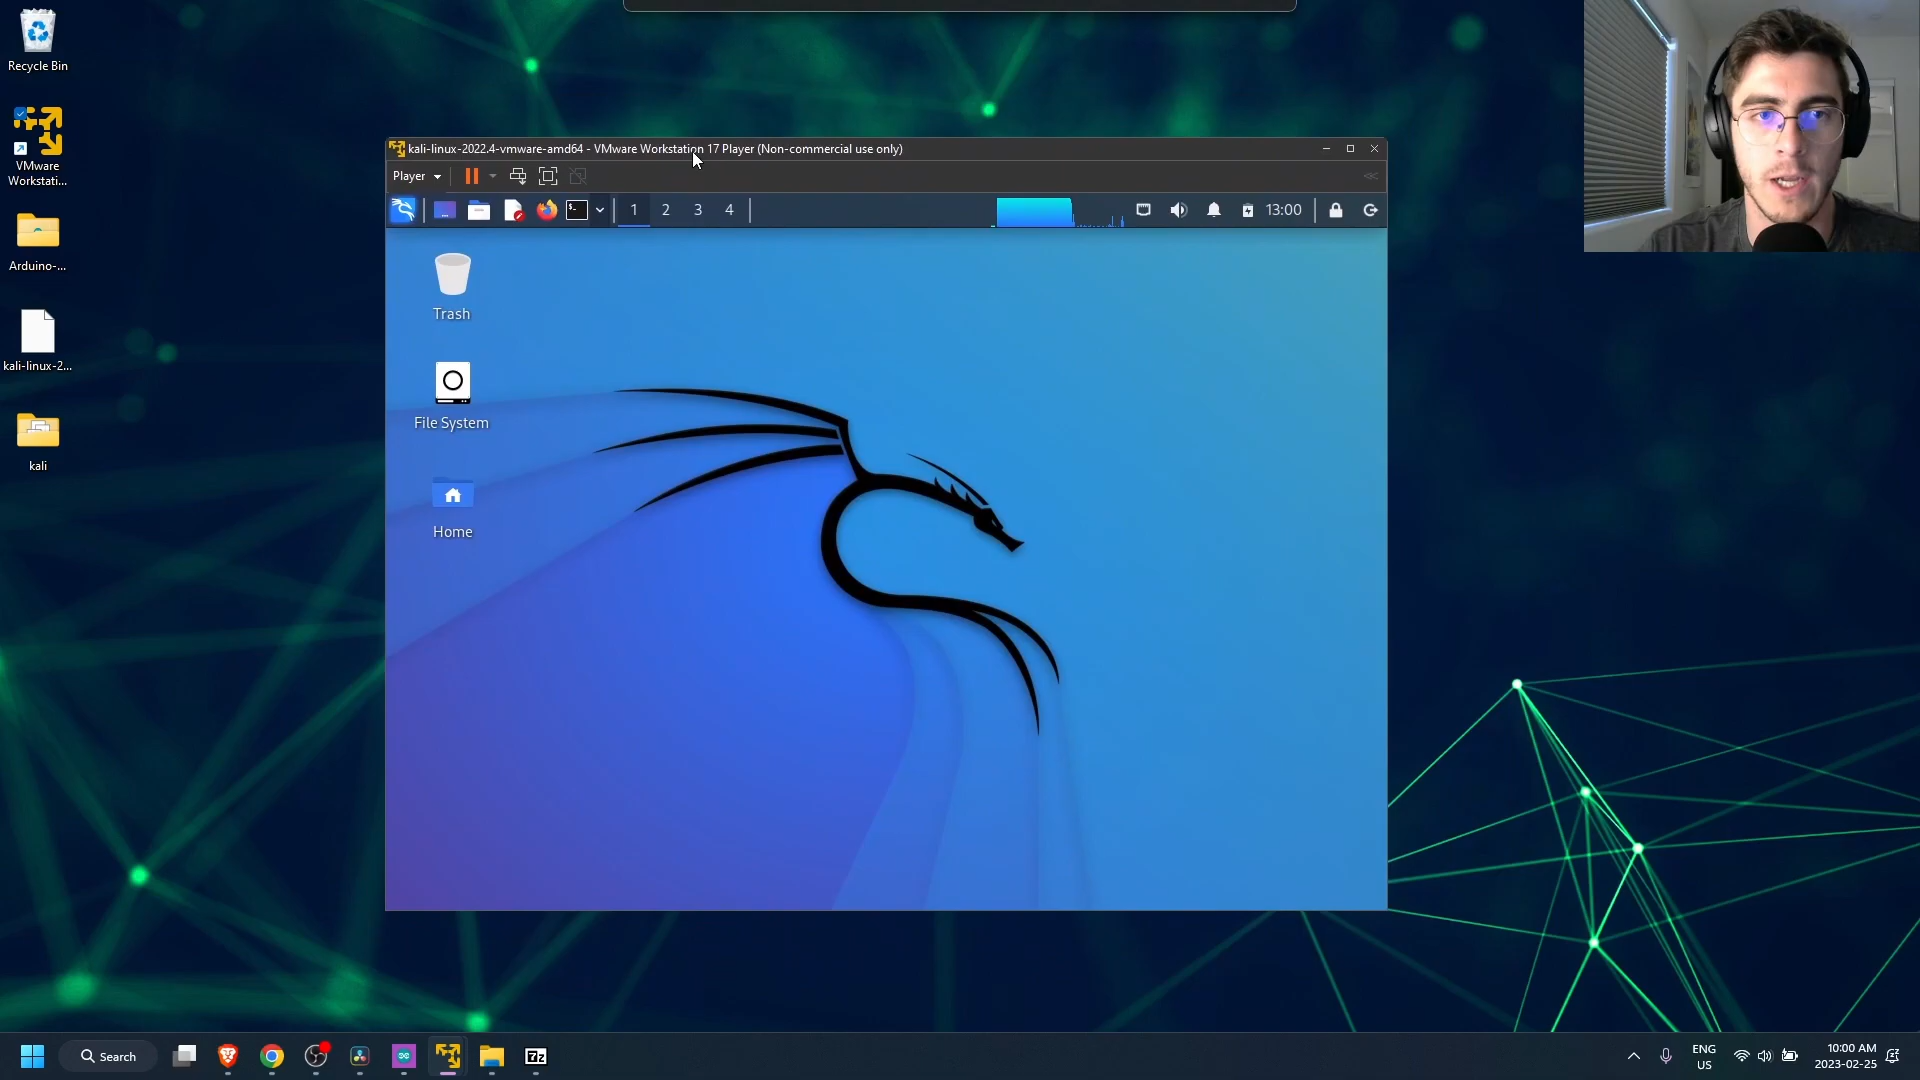 Recycle Bin
VMware
Workstati...
Arduino-...
kali-linux-2...
kali
kali-linux-2022.4-vmware-amd64 - VMware Workstation 17 Player (Non-commercial use only)
Player
1 2 3 4
13:00
Trash
File System
Home
Search
7z
ENG
US
10:00 AM
2023-02-25